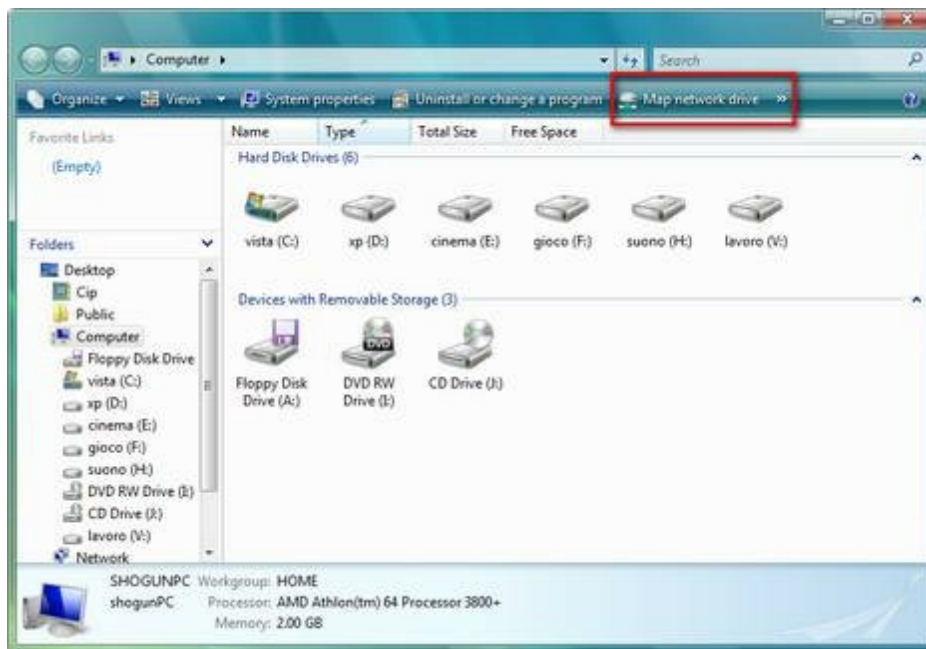 Computer
Search
Organize Views System properties Uninstall or change a program Map network drive »
Favorite Links
(Empty)
Folders
Desktop
Cip
Public
Computer
Floppy Disk Drive
vista (C:)
xp (D:)
cinema (E:)
gioco (F:)
suono (H:)
DVD RW Drive (I:)
CD Drive (J:)
lavoro (V:)
Network
Name Type Total Size Free Space
Hard Disk Drives (6)
vista (C:) xp (D:) cinema (E:) gioco (F:) suono (H:) lavoro (V:)
Devices with Removable Storage (3)
Floppy Disk DVD RW CD Drive (J:)
Drive (A:) Drive (I:)
SHOGUNPC Workgroup: HOME
shogunPC Processor: AMD Athlon(tm) 64 Processor 3800+
Memory: 2.00 GB